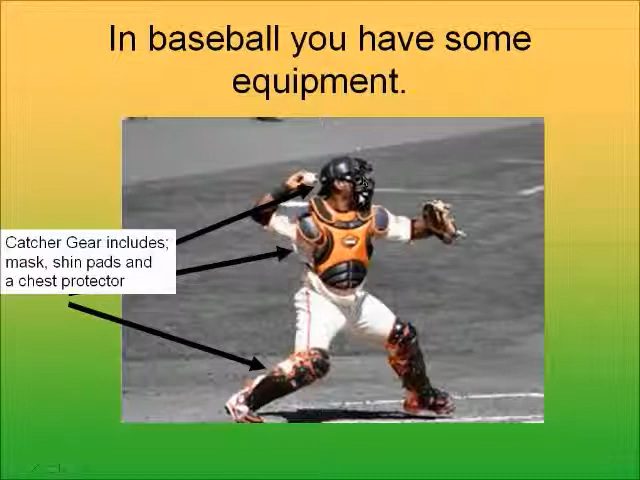 In baseball you have some
equipment.
Catcher Gear includes;
mask, shin pads and
a chest protector